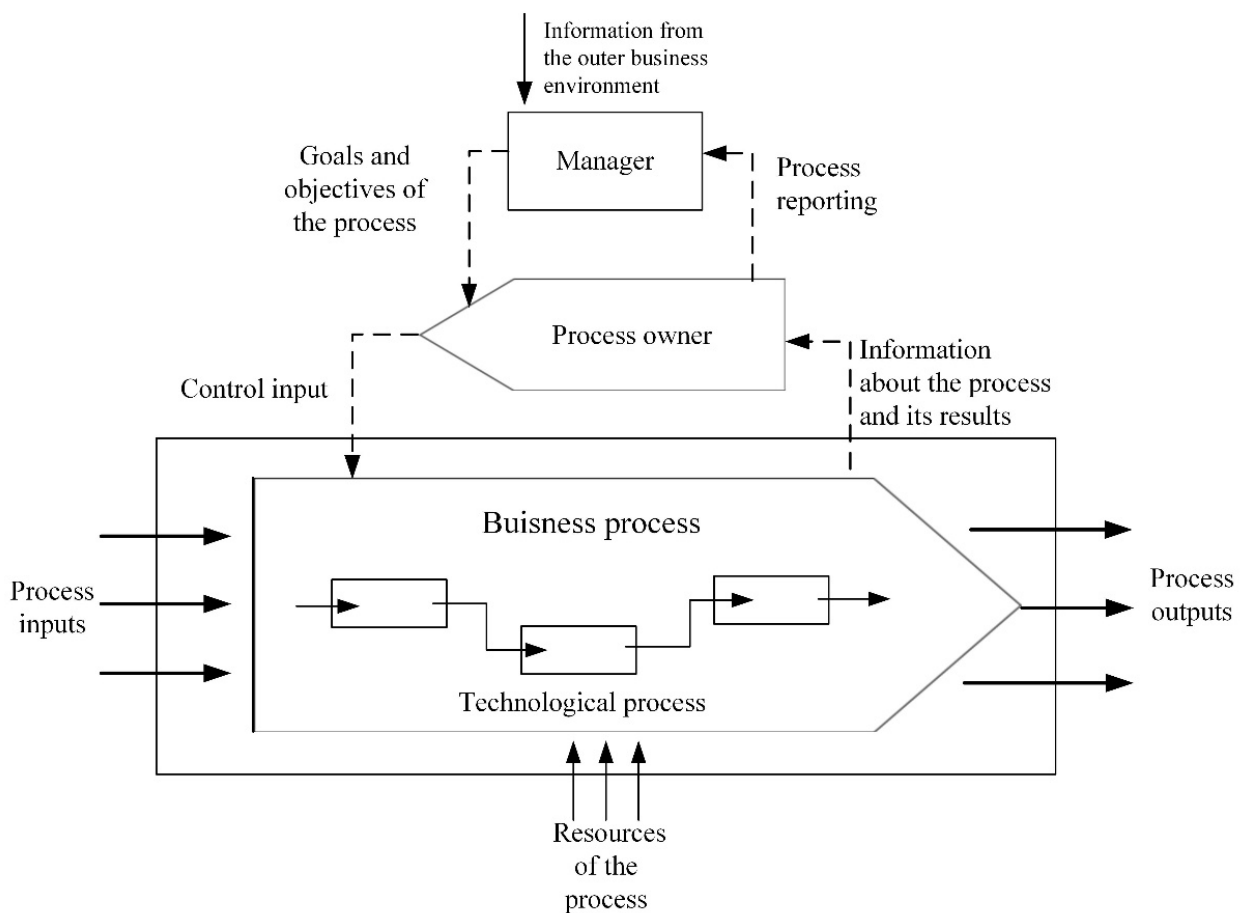 Information from
the outer business
environment
Manager
Goals and
objectives of
the process
Process
reporting
Process owner
Control input
Information
about the process
and its results
Buisness process
Process
inputs
Process
outputs
Technological process
Resources
of the
process